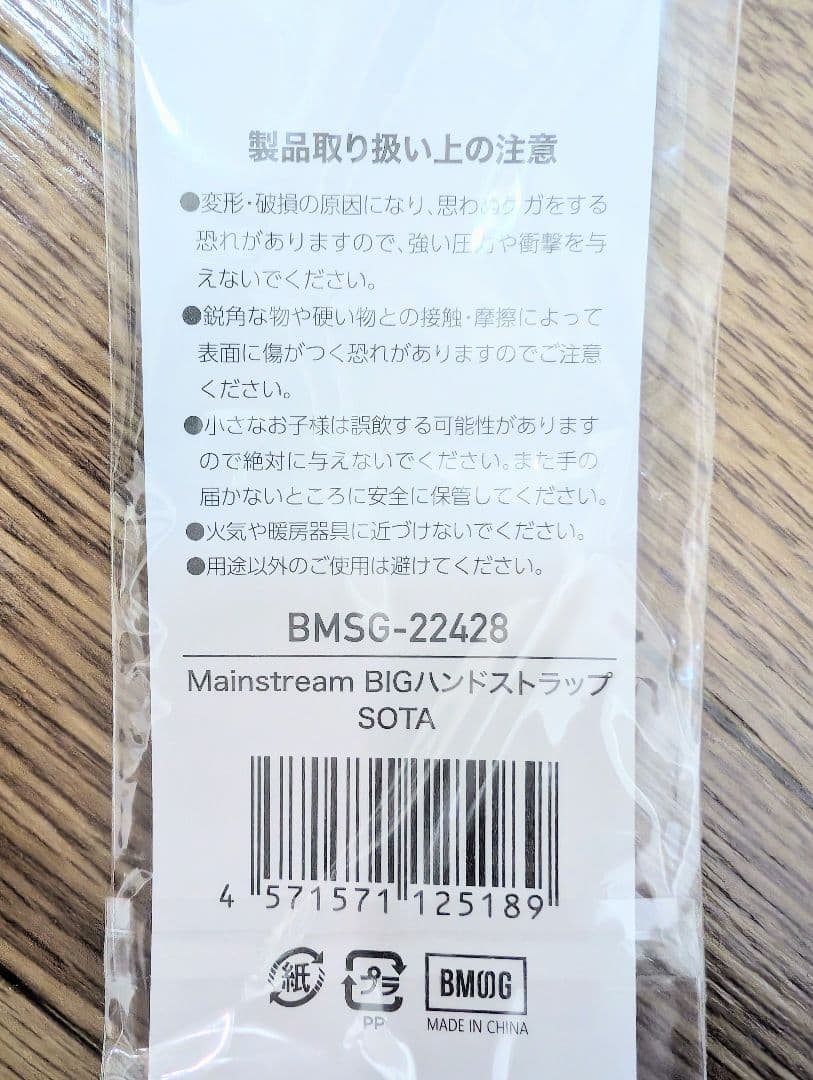 製品取り扱い上の注意
●変形・破損の原因になり、思わぬケガをする
恐れがありますので、強い圧力や衝撃を与
えないでください。
●鋭角な物や硬い物との接触・摩擦によって
表面に傷がつく恐れがありますのでご注意
ください。
●小さなお子様は誤飲する可能性があります
ので絶対に与えないでください。また手の
届かないところに安全に保管してください。
●火気や暖房器具に近づけないでください。
●用途以外のご使用は避けてください。
BMSG-22428
Mainstream BIGハンドストラップ
SOTA
4 571571 125189
紙 プラ BMSG
PP MADE IN CHINA